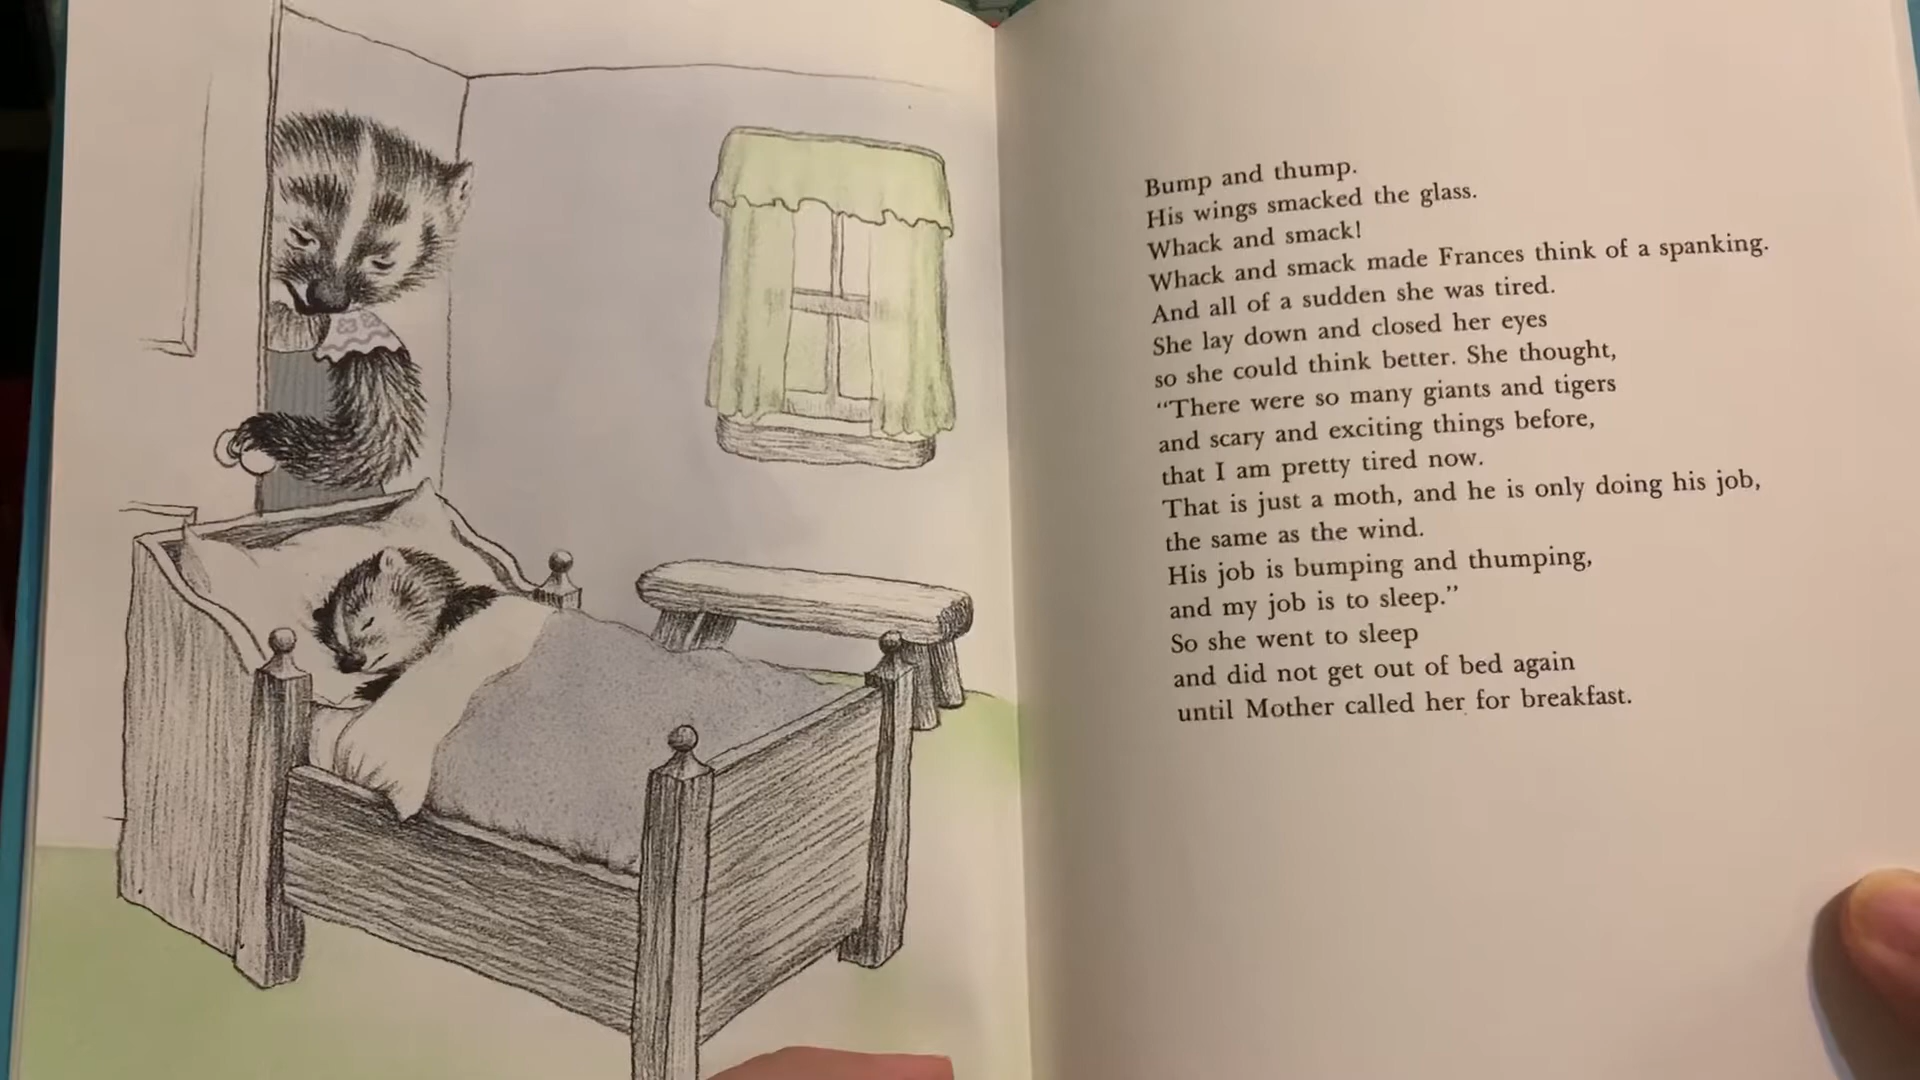 Bump and thump.
His wings smacked the glass.
Whack and smack!
Whack and smack made Frances think of a spanking.
And all of a sudden she was tired.
She lay down and closed her eyes
so she could think better. She thought,
“There were so many giants and tigers
and scary and exciting things before,
that I am pretty tired now.
That is just a moth, and he is only doing his job,
the same as the wind.
His job is bumping and thumping,
and my job is to sleep.”
So she went to sleep
and did not get out of bed again
until Mother called her for breakfast.